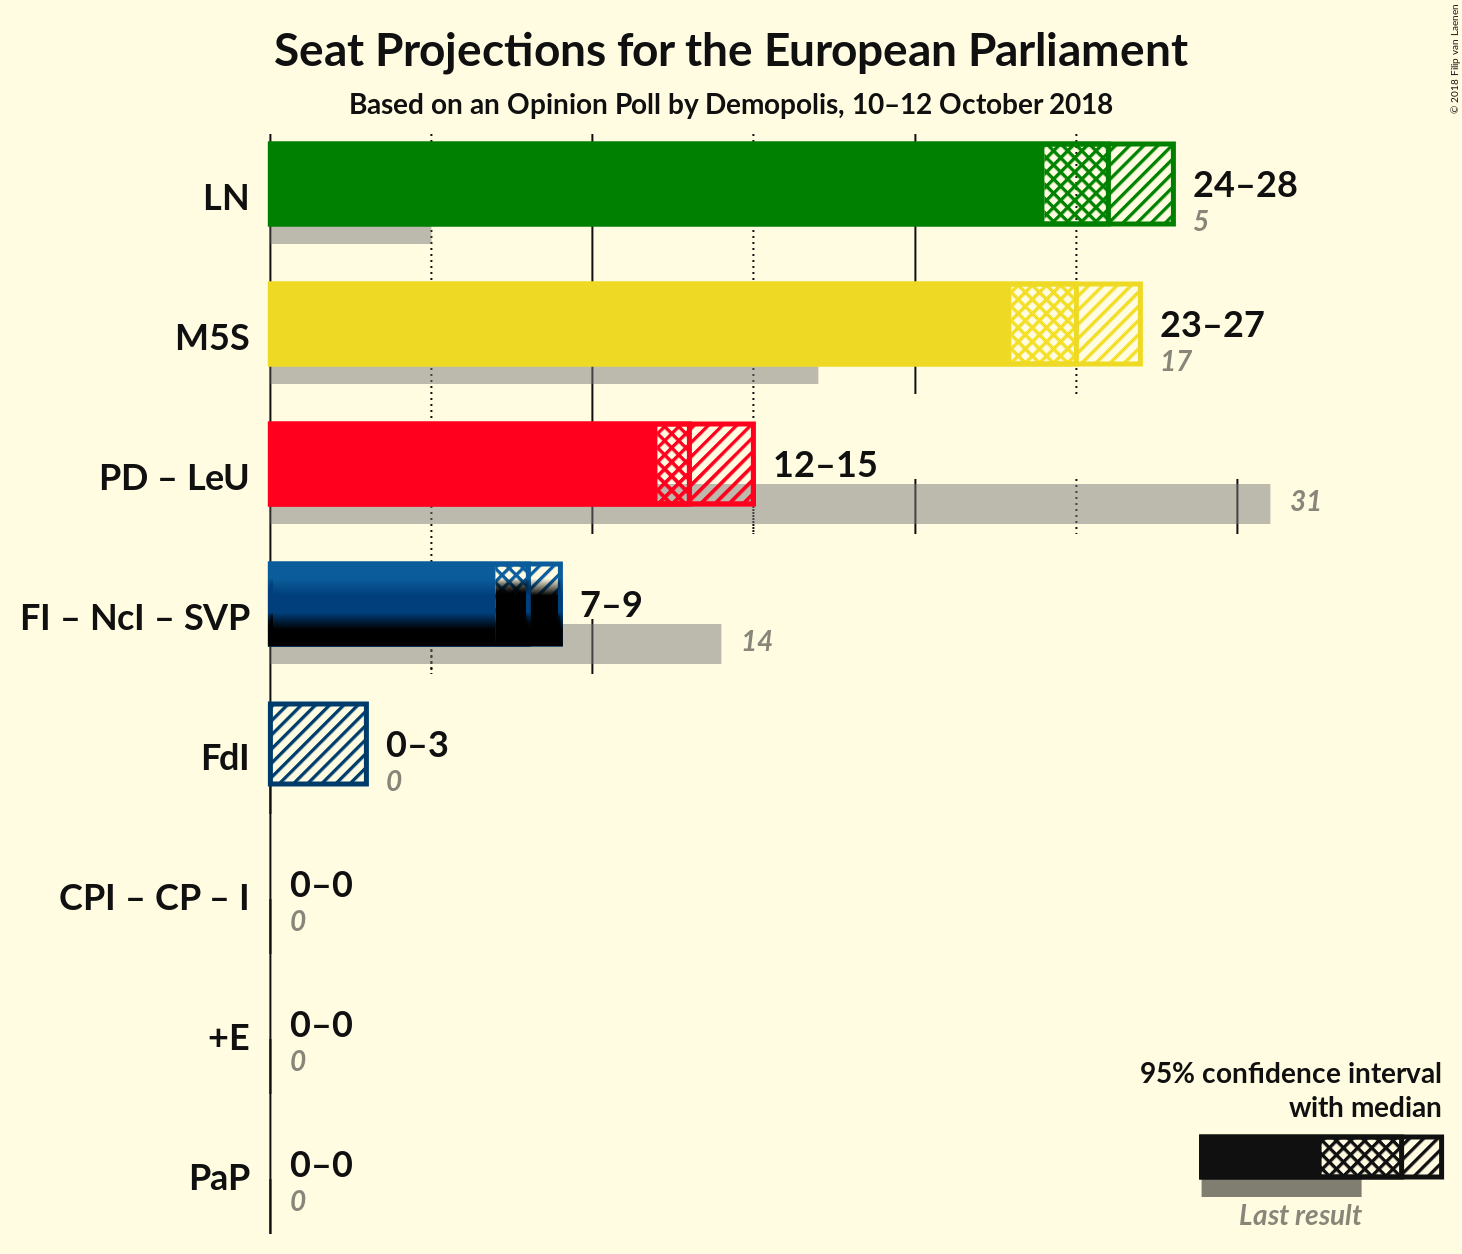 Seat Projections for the European Parliament
Based on an Opinion Poll by Demopolis, 10–12 October 2018
© 2018 Filip van Laenen
LN
24–28
5
M5S
23–27
17
PD – LeU
12–15
31
FI – NcI – SVP
7–9
14
FdI
0–3
0
CPI – CP – I
0–0
0
+E
0–0
0
PaP
0–0
0
95% confidence interval
with median
Last result